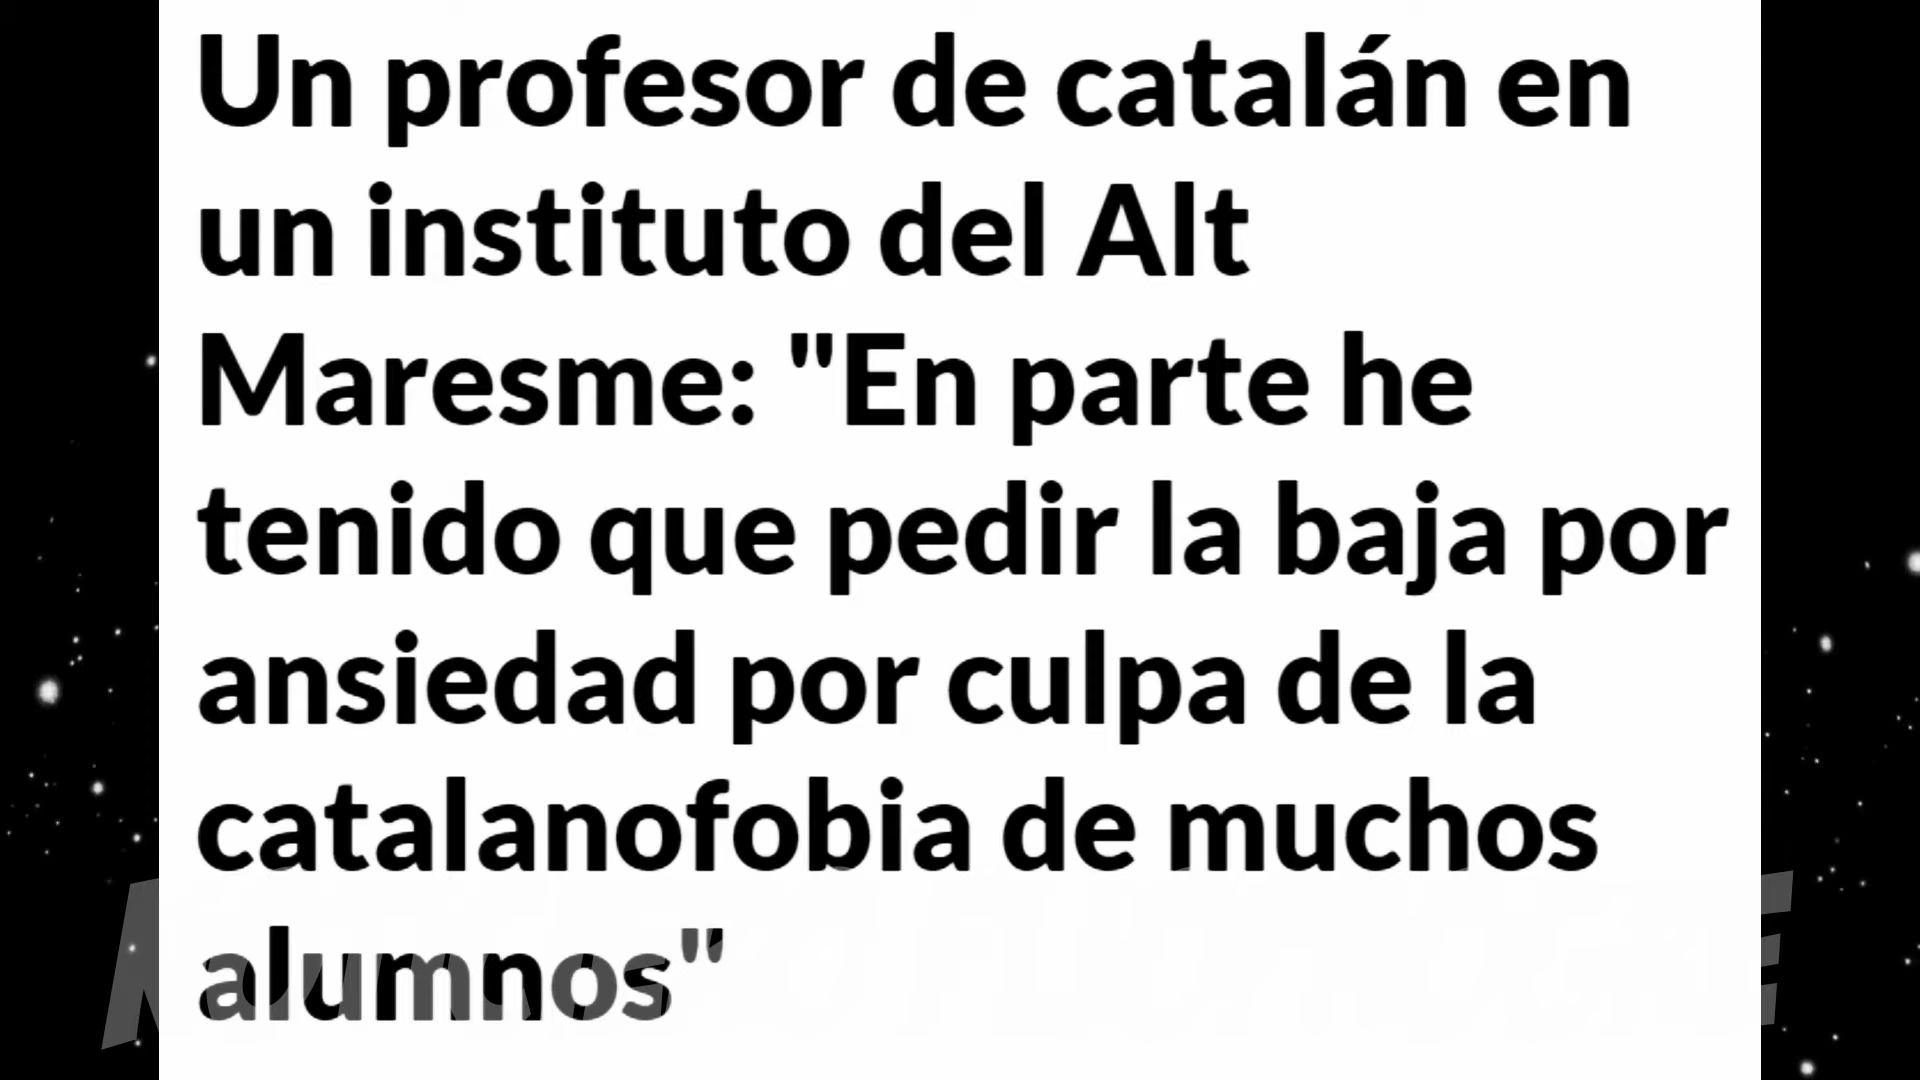 Un profesor de catalán en
un instituto del Alt
Maresme: "En parte he
tenido que pedir la baja por
ansiedad por culpa de la
catalanofobia de muchos
alumnos"